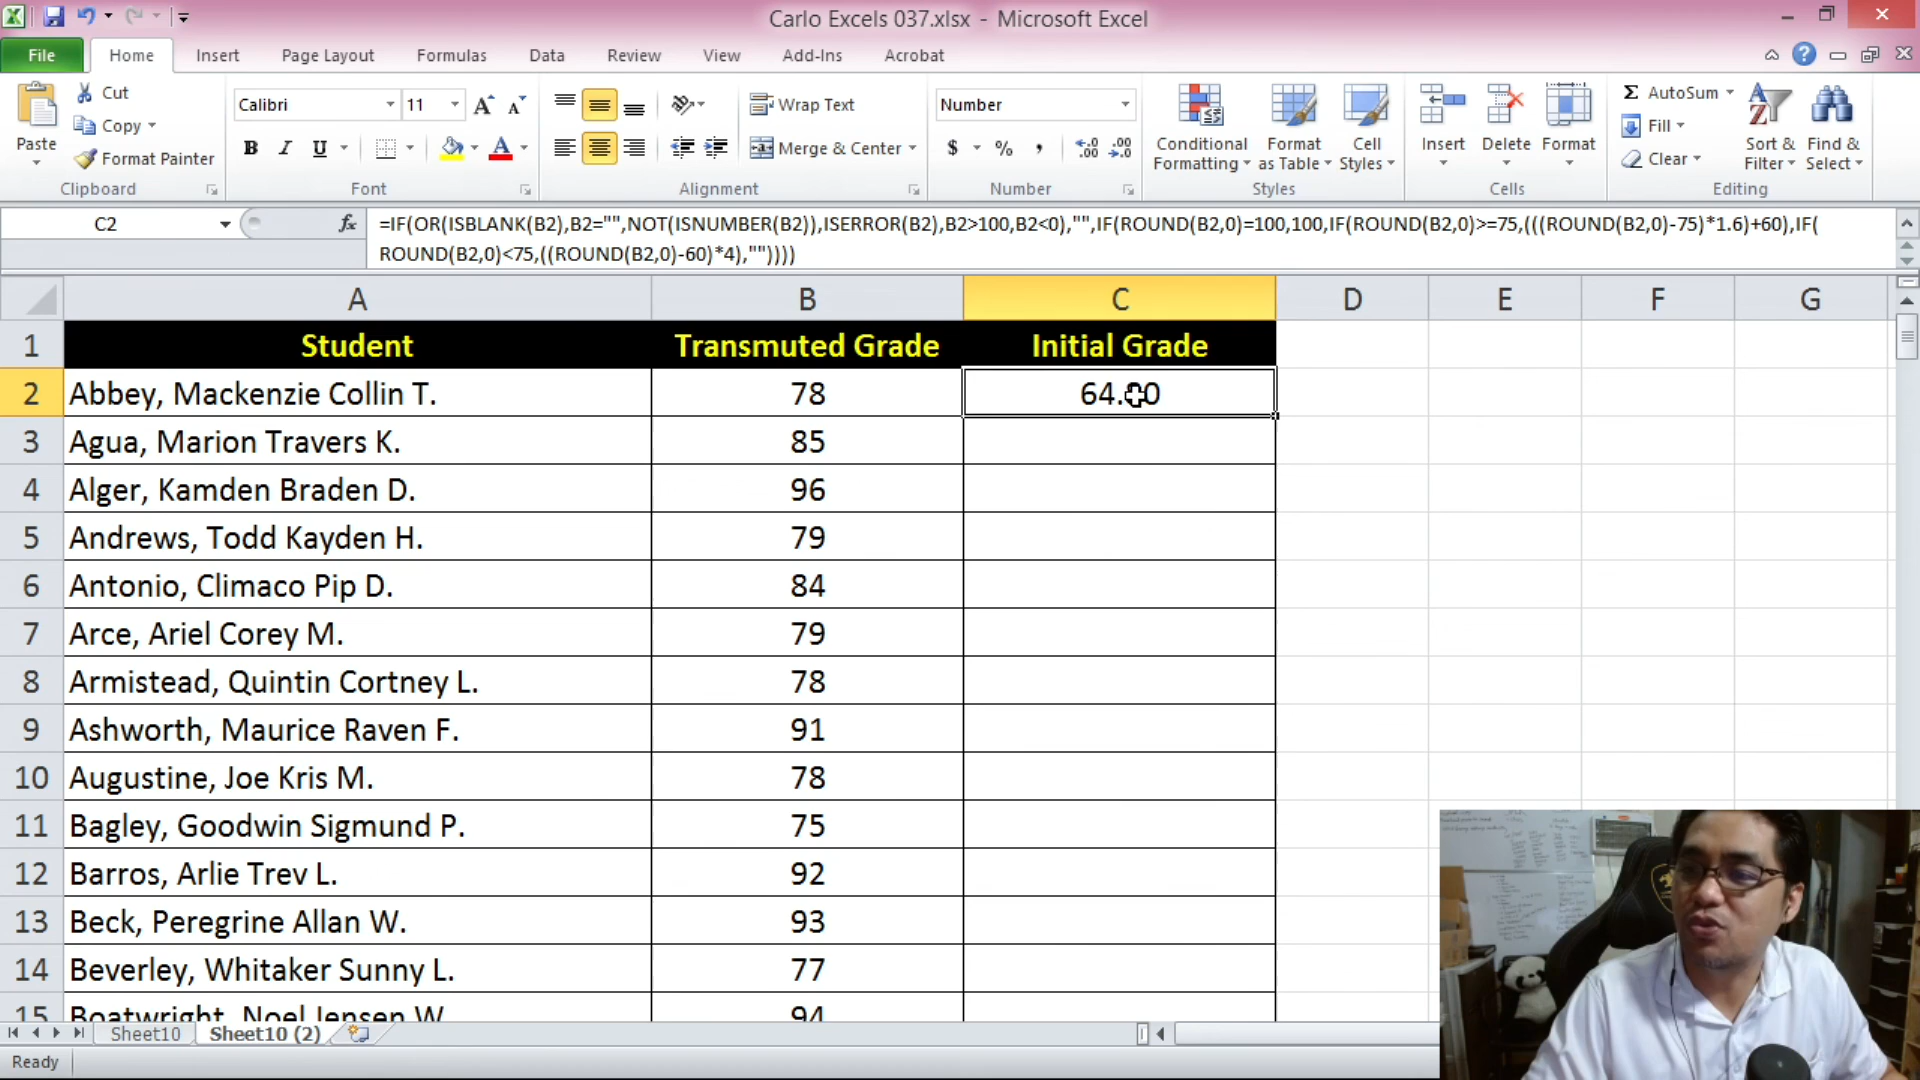 Carlo Excels 037.xlsx - Microsoft Excel
File Home Insert Page Layout Formulas Data Review View Add-Ins Acrobat
Paste
Cut
Copy
Format Painter
Clipboard
Calibri 11
B I U
Font
Wrap Text
Merge & Center
Alignment
Number
$ % ,
Number
Conditional Formatting
Format as Table
Cell Styles
Styles
Insert Delete Format
Cells
Σ AutoSum
Fill
Clear
Sort & Filter
Find & Select
Editing
C2 fx =IF(OR(ISBLANK(B2),B2="",NOT(ISNUMBER(B2)),ISERROR(B2),B2>100,B2<0),"",IF(ROUND(B2,0)=100,100,IF(ROUND(B2,0)>=75,(((ROUND(B2,0)-75)*1.6)+60),IF(
ROUND(B2,0)<75,((ROUND(B2,0)-60)*4),""))))
A B C D E F G
1 Student Transmuted Grade Initial Grade
2 Abbey, Mackenzie Collin T. 78 64.
3 Agua, Marion Travers K. 85
4 Alger, Kamden Braden D. 96
5 Andrews, Todd Kayden H. 79
6 Antonio, Climaco Pip D. 84
7 Arce, Ariel Corey M. 79
8 Armistead, Quintin Cortney L. 78
9 Ashworth, Maurice Raven F. 91
10 Augustine, Joe Kris M. 78
11 Bagley, Goodwin Sigmund P. 75
12 Barros, Arlie Trev L. 92
13 Beck, Peregrine Allan W. 93
14 Beverley, Whitaker Sunny L. 77
15 Boatwright, Noel Jensen W. 94
Sheet10 Sheet10 (2)
Ready